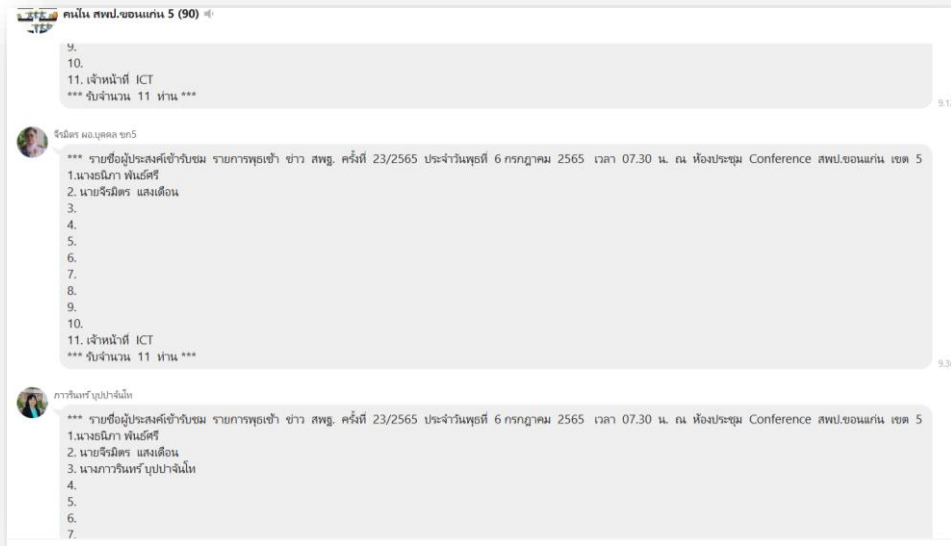 คนใน สพป.ขอนแก่น 5 (90)
9.
10.
11. เจ้าหน้าที่ ICT
*** รับจำนวน 11 ท่าน ***
จีรมิตร ผอ.บุคคล ขก5
*** รายชื่อผู้ประสงค์เข้ารับชม รายการพุธเช้า ข่าว สพฐ. ครั้งที่ 23/2565 ประจำวันพุธที่ 6 กรกฎาคม 2565 เวลา 07.30 น. ณ ห้องประชุม Conference สพป.ขอนแก่น เขต 5
1.นางธนิภา พันธ์ศรี
2. นายจีรมิตร แสงเดือน
3.
4.
5.
6.
7.
8.
9.
10.
11. เจ้าหน้าที่ ICT
*** รับจำนวน 11 ท่าน ***
ภาวรินทร์ บุปปาจันโท
*** รายชื่อผู้ประสงค์เข้ารับชม รายการพุธเช้า ข่าว สพฐ. ครั้งที่ 23/2565 ประจำวันพุธที่ 6 กรกฎาคม 2565 เวลา 07.30 น. ณ ห้องประชุม Conference สพป.ขอนแก่น เขต 5
1.นางธนิภา พันธ์ศรี
2. นายจีรมิตร แสงเดือน
3. นางภาวรินทร์ บุปปาจันโท
4.
5.
6.
7.